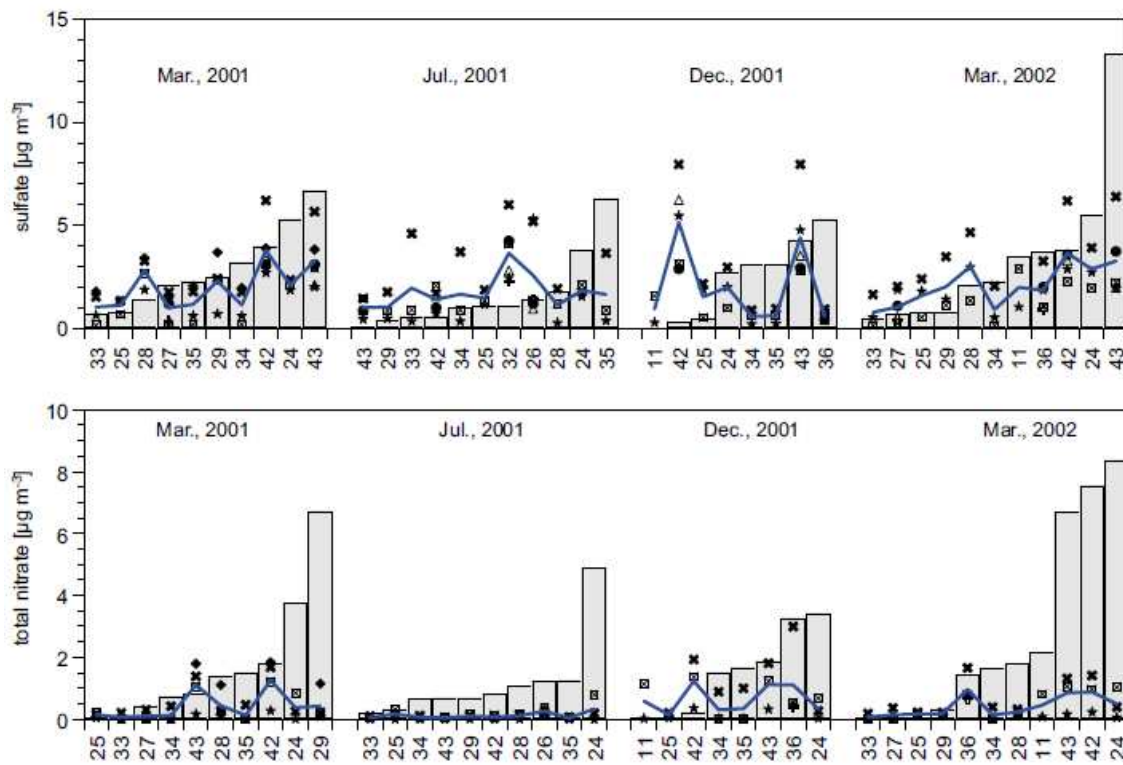 15
Mar., 2001 Jul., 2001 Dec., 2001 Mar., 2002
10
sulfate [µg m⁻³]
5
0
33 25 28 27 35 29 34 42 24 43 43 29 33 42 34 25 32 26 28 24 35 11 42 25 24 34 35 43 36 33 27 25 29 28 34 11 36 42 24 43
10
Mar., 2001 Jul., 2001 Dec., 2001 Mar., 2002
8
6
total nitrate [µg m⁻³]
4
2
0
25 33 27 34 43 28 35 42 24 29 33 25 34 29 43 42 28 26 35 24 11 25 42 34 35 43 36 24 33 27 25 29 36 34 28 11 43 42 24